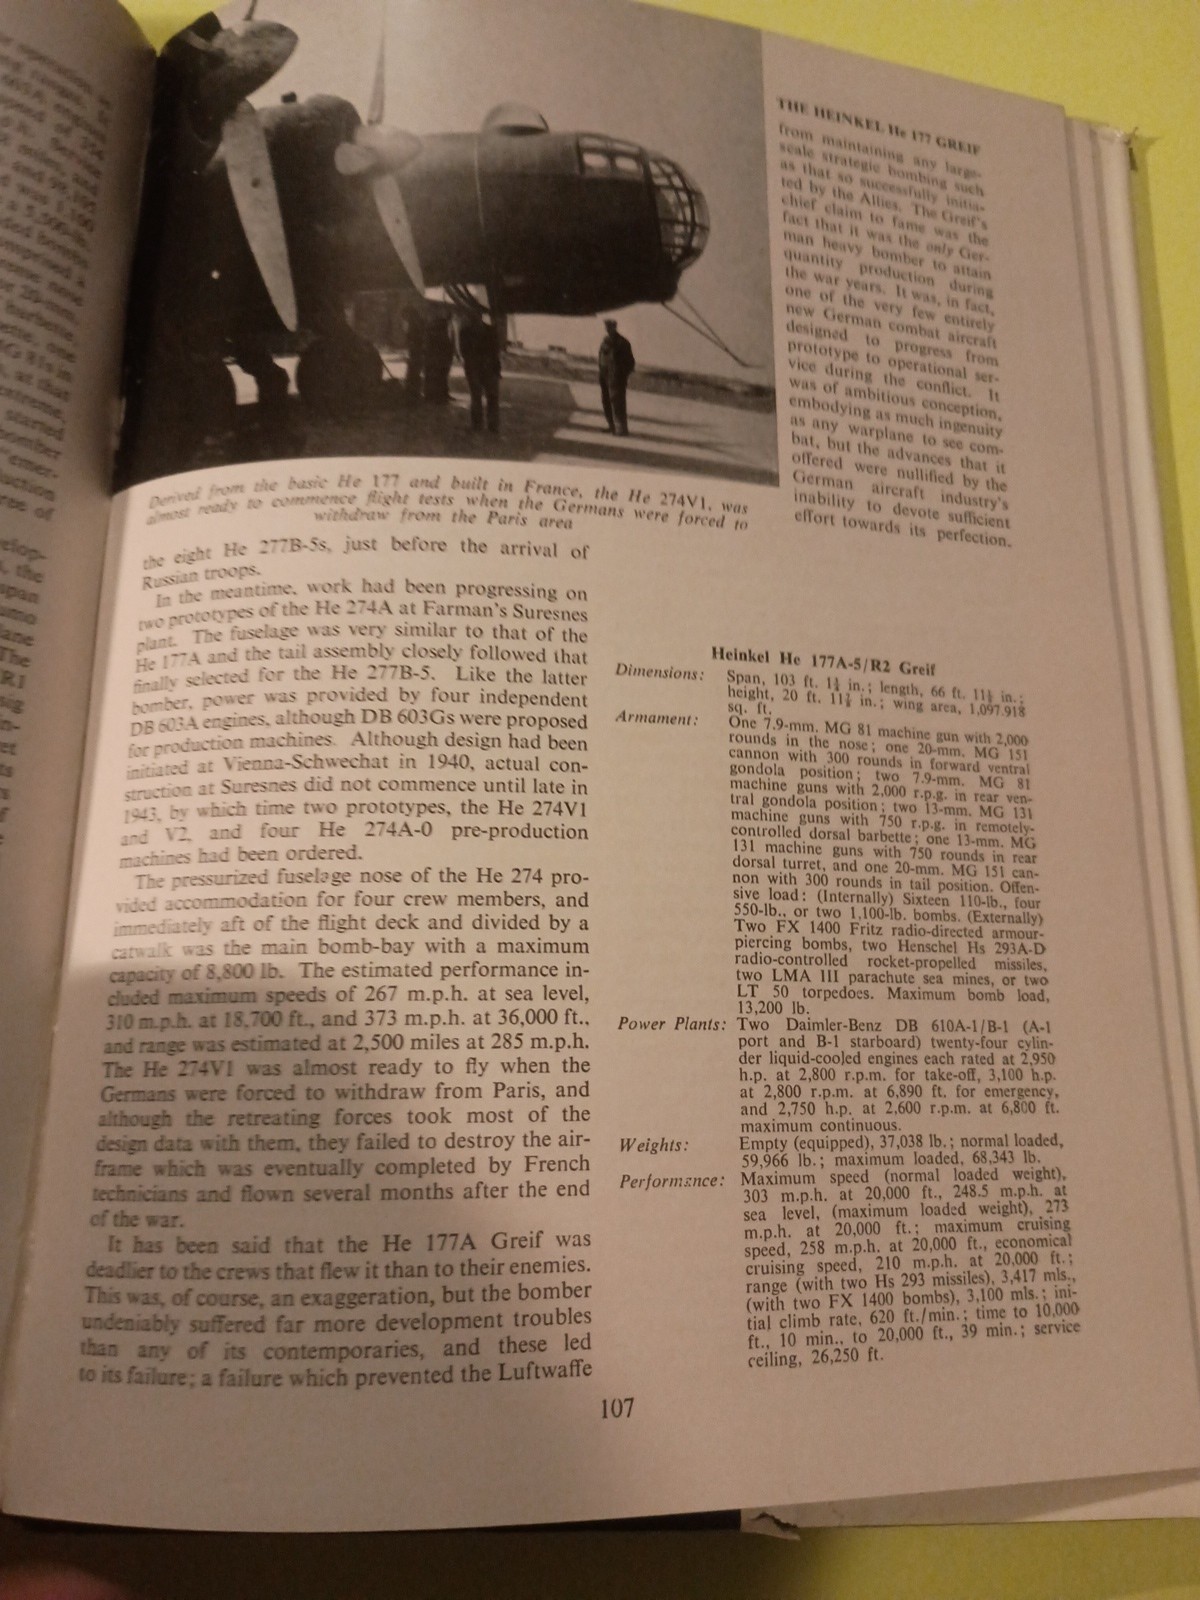 and 98,105
was 1,100
a 5,500-lb.
ded bombs
omprised a
or 20-mm.
barbette,
MG 81s in
at that
extreme,
started
bomber
"emer-
uction
ree of
elop-
the
span
umo
lane
The
R1
THE HEINKEL He 177 GREIF
Derived from the basic He 177 and built in France, the He 274V1, was
almost ready to commence flight tests when the Germans were forced to
withdraw from the Paris area
the eight He 277B-5s, just before the arrival of
Russian troops.
In the meantime, work had been progressing on
two prototypes of the He 274A at Farman's Suresnes
plant. The fuselage was very similar to that of the
He 177A and the tail assembly closely followed that
finally selected for the He 277B-5. Like the latter
bomber, power was provided by four independent
DB 603A engines, although DB 603Gs were proposed
for production machines. Although design had been
initiated at Vienna-Schwechat in 1940, actual con-
struction at Suresnes did not commence until late in
1943, by which time two prototypes, the He 274V1
and V2, and four He 274A-0 pre-production
machines had been ordered.
The pressurized fuselage nose of the He 274 pro-
vided accommodation for four crew members, and
immediately aft of the flight deck and divided by a
catwalk was the main bomb-bay with a maximum
capacity of 8,800 lb. The estimated performance in-
cluded maximum speeds of 267 m.p.h. at sea level,
310 m.p.h. at 18,700 ft., and 373 m.p.h. at 36,000 ft.,
and range was estimated at 2,500 miles at 285 m.p.h.
The He 274V1 was almost ready to fly when the
Germans were forced to withdraw from Paris, and
although the retreating forces took most of the
design data with them, they failed to destroy the air-
frame which was eventually completed by French
technicians and flown several months after the end
of the war.
It has been said that the He 177A Greif was
deadlier to the crews that flew it than to their enemies.
This was, of course, an exaggeration, but the bomber
undeniably suffered far more development troubles
than any of its contemporaries, and these led
to its failure; a failure which prevented the Luftwaffe
from maintaining any large-
scale strategic bombing such
as that so successfully initia-
ted by the Allies. The Greif's
chief claim to fame was the
fact that it was the only Ger-
man heavy bomber to attain
quantity production during
the war years. It was, in fact,
one of the very few entirely
new German combat aircraft
designed to progress from
prototype to operational ser-
vice during the conflict. It
was of ambitious conception,
embodying as much ingenuity
as any warplane to see com-
bat, but the advances that it
offered were nullified by the
German aircraft industry's
inability to devote sufficient
effort towards its perfection.
Heinkel He 177A-5/R2 Greif
Dimensions: Span, 103 ft. 1¾ in.; length, 66 ft. 11¼ in.;
height, 20 ft. 11¾ in.; wing area, 1,097.918
sq. ft.
Armament: One 7.9-mm. MG 81 machine gun with 2,000
rounds in the nose; one 20-mm. MG 151
cannon with 300 rounds in forward ventral
gondola position; two 7.9-mm. MG 81
machine guns with 2,000 r.p.g. in rear ven-
tral gondola position; two 13-mm. MG 131
machine guns with 750 r.p.g. in remotely-
controlled dorsal barbette; one 13-mm. MG
131 machine guns with 750 rounds in rear
dorsal turret, and one 20-mm. MG 151 can-
non with 300 rounds in tail position. Offen-
sive load: (Internally) Sixteen 110-lb., four
550-lb., or two 1,100-lb. bombs. (Externally)
Two FX 1400 Fritz radio-directed armour-
piercing bombs, two Henschel Hs 293A-D
radio-controlled rocket-propelled missiles,
two LMA III parachute sea mines, or two
LT 50 torpedoes. Maximum bomb load,
13,200 lb.
Power Plants: Two Daimler-Benz DB 610A-1/B-1 (A-1
port and B-1 starboard) twenty-four cylin-
der liquid-cooled engines each rated at 2,950
h.p. at 2,800 r.p.m. for take-off, 3,100 h.p.
at 2,800 r.p.m. at 6,890 ft. for emergency,
and 2,750 h.p. at 2,600 r.p.m. at 6,800 ft.
maximum continuous.
Weights: Empty (equipped), 37,038 lb.; normal loaded,
59,966 lb.; maximum loaded, 68,343 lb.
Performance: Maximum speed (normal loaded weight),
303 m.p.h. at 20,000 ft., 248.5 m.p.h. at
sea level, (maximum loaded weight), 273
m.p.h. at 20,000 ft.; maximum cruising
speed, 258 m.p.h. at 20,000 ft., economical
cruising speed, 210 m.p.h. at 20,000 ft.;
range (with two Hs 293 missiles), 3,417 mls.,
(with two FX 1400 bombs), 3,100 mls.; ini-
tial climb rate, 620 ft./min.; time to 10,000
ft., 10 min., to 20,000 ft., 39 min.; service
ceiling, 26,250 ft.
107